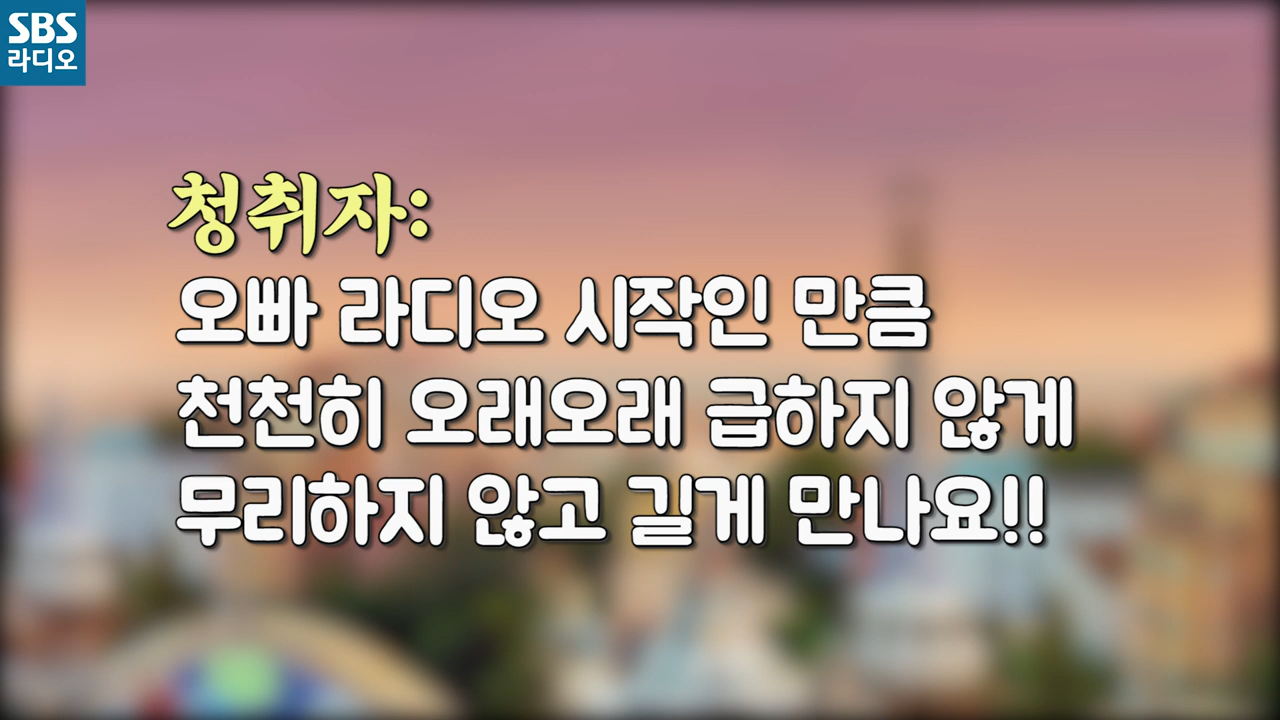 SBS
라디오
청취자:
오빠 라디오 시작인 만큼
천천히 오래오래 급하지 않게
무리하지 않고 길게 만나요!!